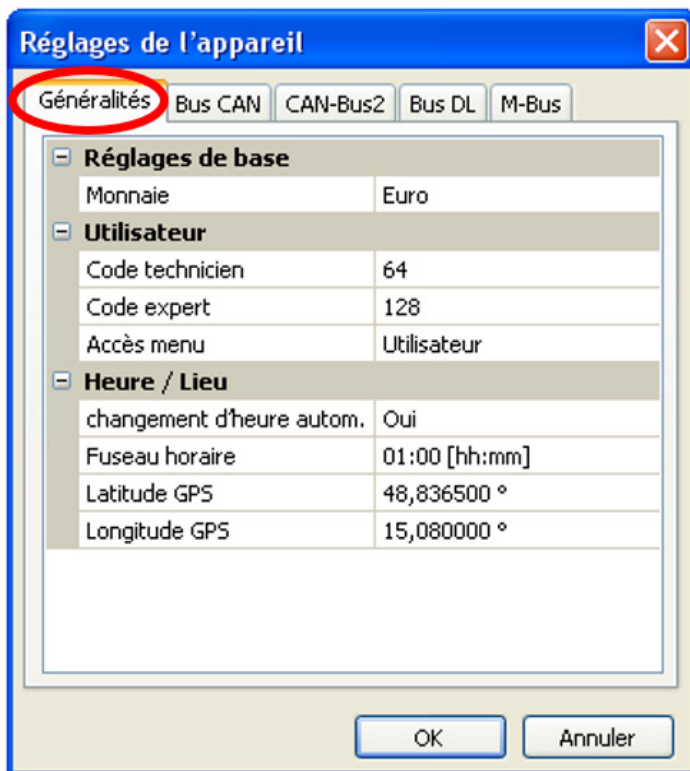 Réglages de l'appareil
Généralités Bus CAN CAN-Bus2 Bus DL M-Bus
Réglages de base
Monnaie Euro
Utilisateur
Code technicien 64
Code expert 128
Accès menu Utilisateur
Heure / Lieu
changement d'heure autom. Oui
Fuseau horaire 01:00 [hh:mm]
Latitude GPS 48,836500 °
Longitude GPS 15,080000 °
OK Annuler